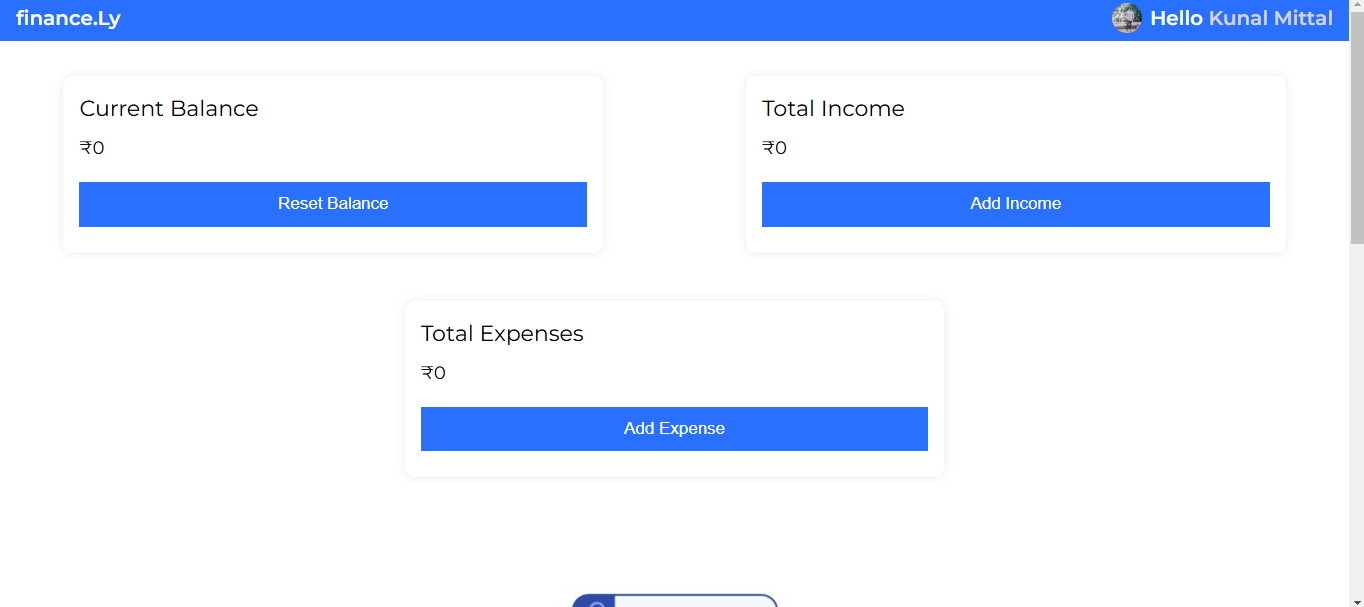 finance.Ly
Hello Kunal Mittal
Current Balance
₹0
Reset Balance
Total Income
₹0
Add Income
Total Expenses
₹0
Add Expense